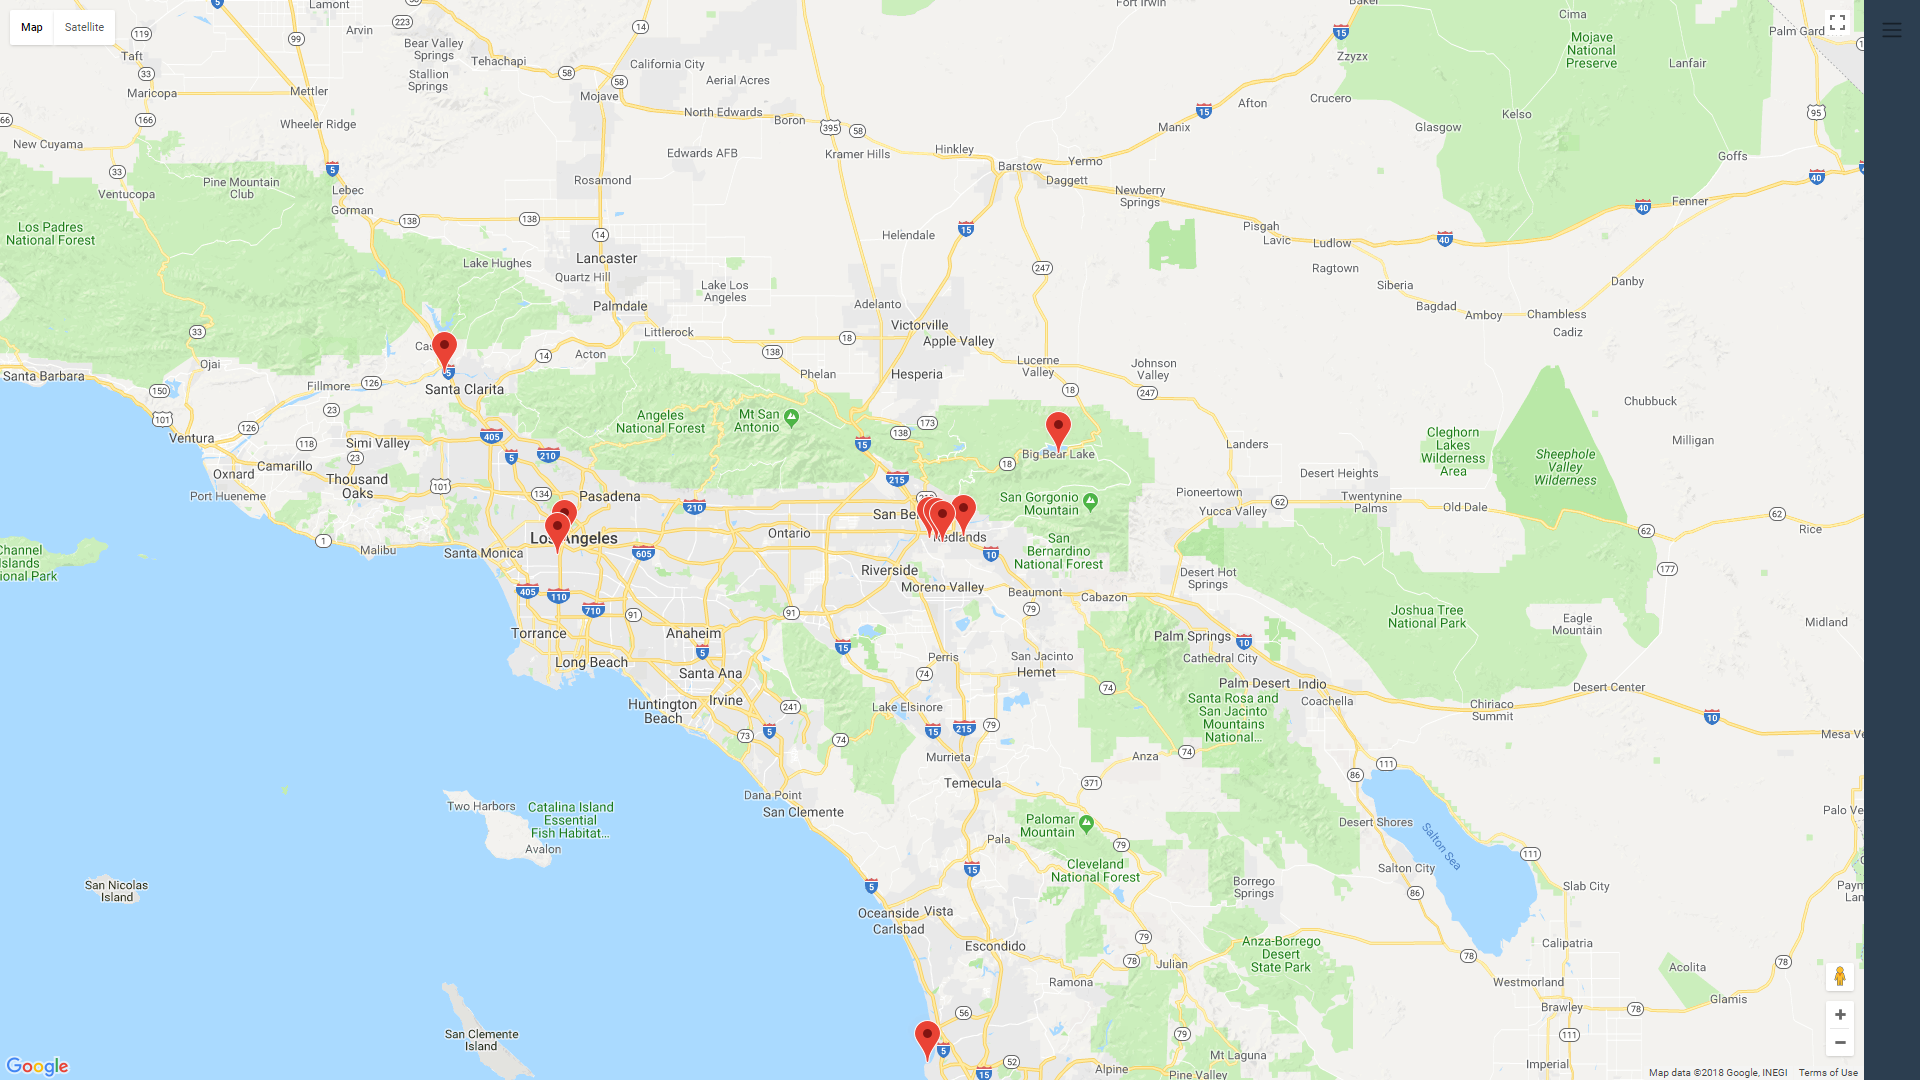 Map
Satellite
Lamont
Fort Irwin
Baker
Cima
Palm Gard
Arvin
Bear Valley
Springs
Tehachapi
Stallion
Springs
California City
Aerial Acres
Zzyzx
Mojave
National
Preserve
Lanfair
Taft
Maricopa
Mettler
Mojave
North Edwards
Boron
Afton
Crucero
Kelso
Wheeler Ridge
Manix
Glasgow
New Cuyama
Edwards AFB
Kramer Hills
Hinkley
Barstow
Yermo
Daggett
Goffs
Ventucopa
Pine Mountain
Club
Lebec
Gorman
Rosamond
Newberry
Springs
Fenner
Los Padres
National Forest
Helendale
Pisgah
Lavic
Ludlow
Ragtown
Lake Hughes
Lancaster
Quartz Hill
Lake Los
Angeles
Siberia
Danby
Palmdale
Adelanto
Bagdad
Amboy
Chambless
Cadiz
Littlerock
Victorville
Apple Valley
Ojai
Acton
Phelan
Hesperia
Lucerne
Valley
Johnson
Valley
Santa Barbara
Fillmore
Santa Clarita
Angeles
National Forest
Mt San
Antonio
Chubbuck
Ventura
Simi Valley
Big Bear Lake
Landers
Cleghorn
Lakes
Wilderness
Area
Milligan
Camarillo
Oxnard
Port Hueneme
Thousand
Oaks
Pasadena
Desert Heights
Sheephole
Valley
Wilderness
San Gorgonio
Mountain
Pioneertown
Yucca Valley
Twentynine
Palms
Old Dale
Rice
Malibu
Santa Monica
Los Angeles
Ontario
Redlands
Riverside
San
Bernardino
National Forest
Moreno Valley
Beaumont
Cabazon
Desert Hot
Springs
Joshua Tree
National Park
Eagle
Mountain
Midland
Torrance
Anaheim
Long Beach
Santa Ana
Perris
San Jacinto
Hemet
Palm Springs
Cathedral City
Palm Desert
Indio
Coachella
Desert Center
Huntington
Beach
Irvine
Lake Elsinore
Santa Rosa and
San Jacinto
Mountains
National...
Chiriaco
Summit
Murrieta
Temecula
Anza
Dana Point
San Clemente
Two Harbors
Catalina Island
Essential
Fish Habitat...
Avalon
Palomar
Mountain
Pala
Cleveland
National Forest
Desert Shores
Salton Sea
Salton City
Borrego
Springs
Slab City
San Nicolas
Island
Oceanside
Vista
Carlsbad
Escondido
Anza-Borrego
Desert
State Park
Calipatria
Julian
Ramona
Westmorland
Acolita
Brawley
Glamis
San Clemente
Island
Mt Laguna
Alpine
Pine Valley
Imperial
Google
Map data ©2018 Google, INEGI
Terms of Use